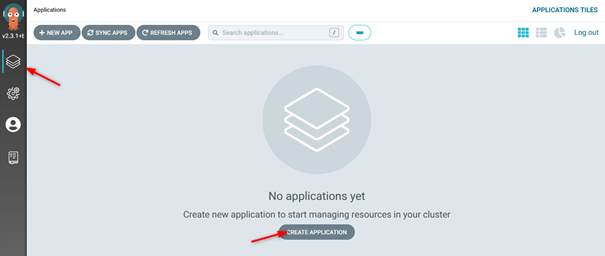 Applications
APPLICATIONS TILES
v2.3.1+
+ NEW APP
SYNC APPS
REFRESH APPS
Search applications...
/
Log out
No applications yet
Create new application to start managing resources in your cluster
CREATE APPLICATION